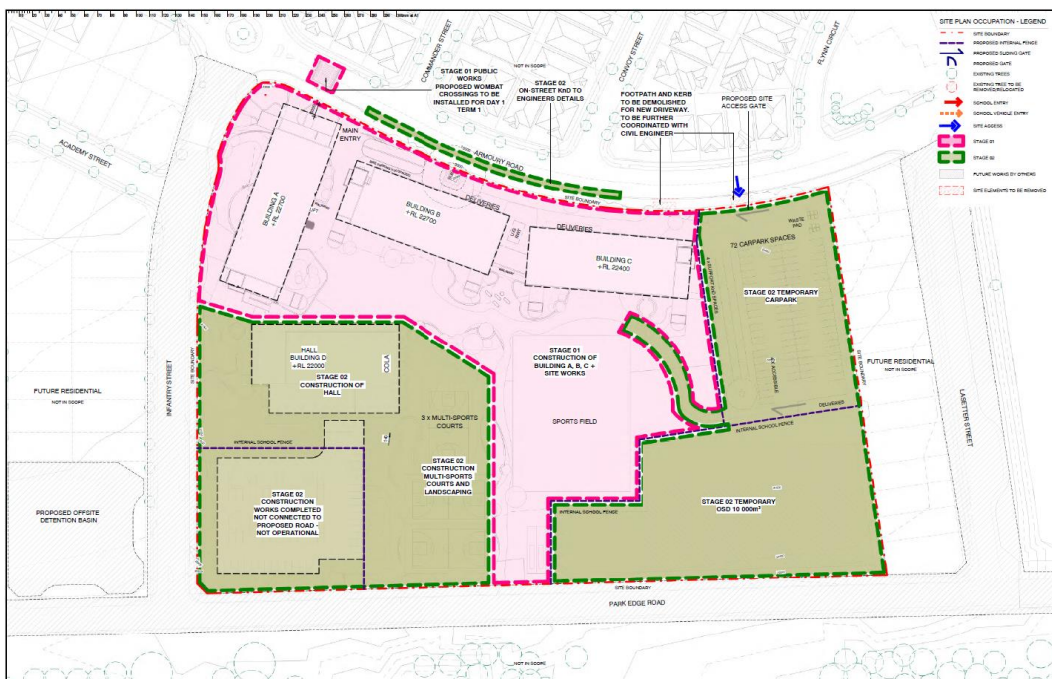 SITE PLAN OCCUPATION - LEGEND
SITE BOUNDARY
PROPOSED INTERNAL FENCE
PROPOSED SLIDING GATE
PROPOSED GATE
EXISTING TREES
EXISTING TREE TO BE
REMOVED/RELOCATED
SCHOOL ENTRY
SCHOOL VEHICLE ENTRY
SITE ACCESS
STAGE 01
STAGE 02
FUTURE WORKS BY OTHERS
SITE ELEMENTS TO BE REMOVED
COMMANDER STREET
CONVOY STREET
FLYNN CIRCUIT
NOT IN SCOPE
STAGE 01 PUBLIC
WORKS
PROPOSED WOMBAT
CROSSINGS TO BE
INSTALLED FOR DAY 1
TERM 1
STAGE 02
ON-STREET KnD TO
ENGINEERS DETAILS
FOOTPATH AND KERB
TO BE DEMOLISHED
FOR NEW DRIVEWAY.
TO BE FURTHER
COORDINATED WITH
CIVIL ENGINEER
PROPOSED SITE
ACCESS GATE
ACADEMY STREET
MAIN
ENTRY
ARMOURY ROAD
SITE BOUNDARY
BUILDING A
+RL 22700
LIFT
BUILDING B
+RL 22700
DELIVERIES
DELIVERIES
BUILDING C
+RL 22400
72 CARPARK SPACES
WASTE
PAD
STAGE 02 TEMPORARY
CARPARK
SITE BOUNDARY
HALL
BUILDING D
+RL 22000
STAGE 02
CONSTRUCTION OF
HALL
COLA
STAGE 01
CONSTRUCTION OF
BUILDING A, B, C +
SITE WORKS
SITE BOUNDARY
INFANTRY STREET
FUTURE RESIDENTIAL
NOT IN SCOPE
FUTURE RESIDENTIAL
NOT IN SCOPE
LASETTER STREET
3 x MULTI-SPORTS
COURTS
SPORTS FIELD
DELIVERIES
INTERNAL SCHOOL FENCE
INTERNAL SCHOOL FENCE
STAGE 02
CONSTRUCTION
MULTI-SPORTS
COURTS AND
LANDSCAPING
STAGE 02
CONSTRUCTION
WORKS COMPLETED
NOT CONNECTED TO
PROPOSED ROAD -
NOT OPERATIONAL
STAGE 02 TEMPORARY
OSD 10 000m³
INTERNAL SCHOOL FENCE
PROPOSED OFFSITE
DETENTION BASIN
SITE BOUNDARY
PARK EDGE ROAD
NOT IN SCOPE